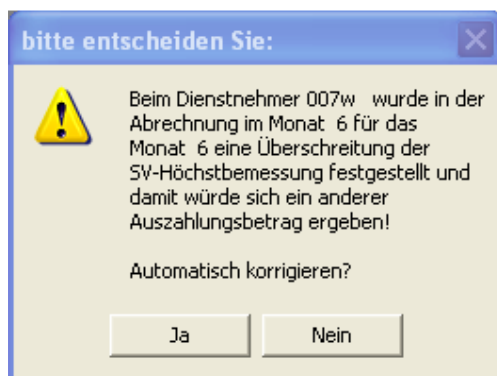 bitte entscheiden Sie:
Beim Dienstnehmer 007w wurde in der
Abrechnung im Monat 6 für das
Monat 6 eine Überschreitung der
SV-Höchstbemessung festgestellt und
damit würde sich ein anderer
Auszahlungsbetrag ergeben!
Automatisch korrigieren?
Ja
Nein